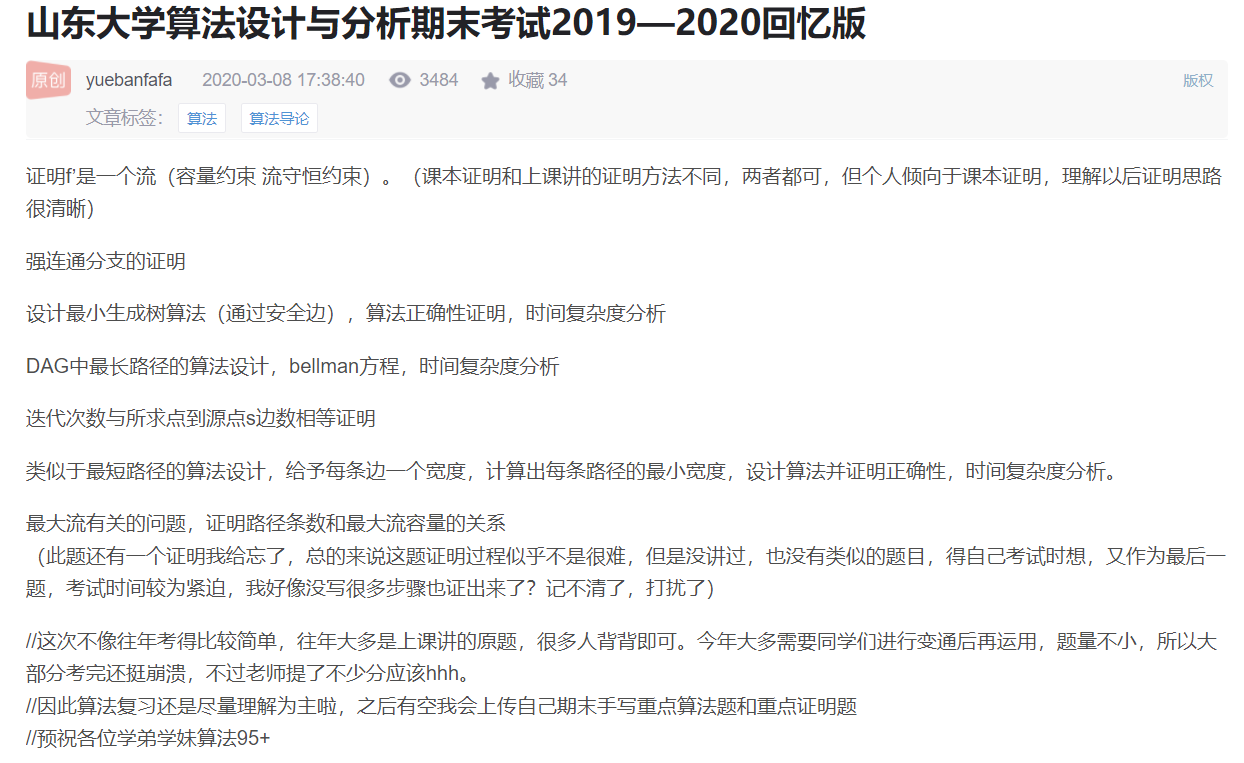 山东大学算法设计与分析期末考试2019—2020回忆版
原创 yuebanfafa 2020-03-08 17:38:40 3484 收藏 34 版权
文章标签： 算法 算法导论
证明f'是一个流（容量约束 流守恒约束）。（课本证明和上课讲的证明方法不同，两者都可，但个人倾向于课本证明，理解以后证明思路
很清晰）
强连通分支的证明
设计最小生成树算法（通过安全边），算法正确性证明，时间复杂度分析
DAG中最长路径的算法设计，bellman方程，时间复杂度分析
迭代次数与所求点到源点s边数相等证明
类似于最短路径的算法设计，给予每条边一个宽度，计算出每条路径的最小宽度，设计算法并证明正确性，时间复杂度分析。
最大流有关的问题，证明路径条数和最大流容量的关系
（此题还有一个证明我给忘了，总的来说这题证明过程似乎不是很难，但是没讲过，也没有类似的题目，得自己考试时想，又作为最后一
题，考试时间较为紧迫，我好像没写很多步骤也证出来了？记不清了，打扰了）
//这次不像往年考得比较简单，往年大多是上课讲的原题，很多人背背即可。今年大多需要同学们进行变通后再运用，题量不小，所以大
部分考完还挺崩溃，不过老师提了不少分应该hhh。
//因此算法复习还是尽量理解为主啦，之后有空我会上传自己期末手写重点算法题和重点证明题
//预祝各位学弟学妹算法95+